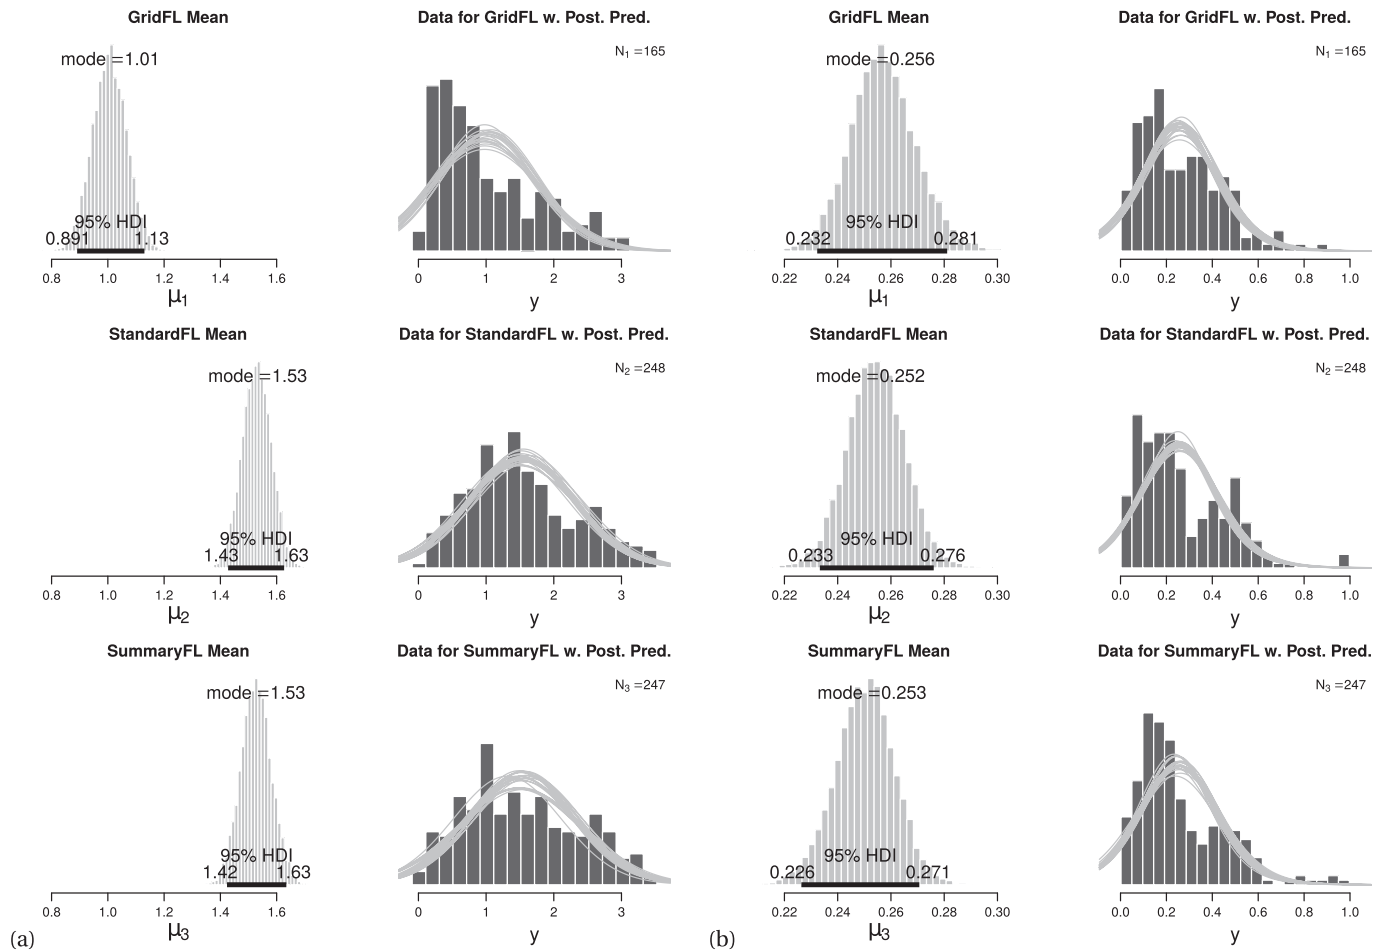 GridFL Mean
mode = 1.01
95% HDI
0.891 1.13
0.8 1.0 1.2 1.4 1.6
μ1
Data for GridFL w. Post. Pred.
N1 = 165
0 1 2 3
y
GridFL Mean
mode = 0.256
95% HDI
0.232 0.281
0.22 0.24 0.26 0.28 0.30
μ1
Data for GridFL w. Post. Pred.
N1 = 165
0.0 0.2 0.4 0.6 0.8 1.0
y
StandardFL Mean
mode = 1.53
95% HDI
1.43 1.63
0.8 1.0 1.2 1.4 1.6
μ2
Data for StandardFL w. Post. Pred.
N2 = 248
0 1 2 3
y
StandardFL Mean
mode = 0.252
95% HDI
0.233 0.276
0.22 0.24 0.26 0.28 0.30
μ2
Data for StandardFL w. Post. Pred.
N2 = 248
0.0 0.2 0.4 0.6 0.8 1.0
y
SummaryFL Mean
mode = 1.53
95% HDI
1.42 1.63
0.8 1.0 1.2 1.4 1.6
μ3
Data for SummaryFL w. Post. Pred.
N3 = 247
0 1 2 3
y
SummaryFL Mean
mode = 0.253
95% HDI
0.226 0.271
0.22 0.24 0.26 0.28 0.30
μ3
Data for SummaryFL w. Post. Pred.
N3 = 247
0.0 0.2 0.4 0.6 0.8 1.0
y
(a)
(b)